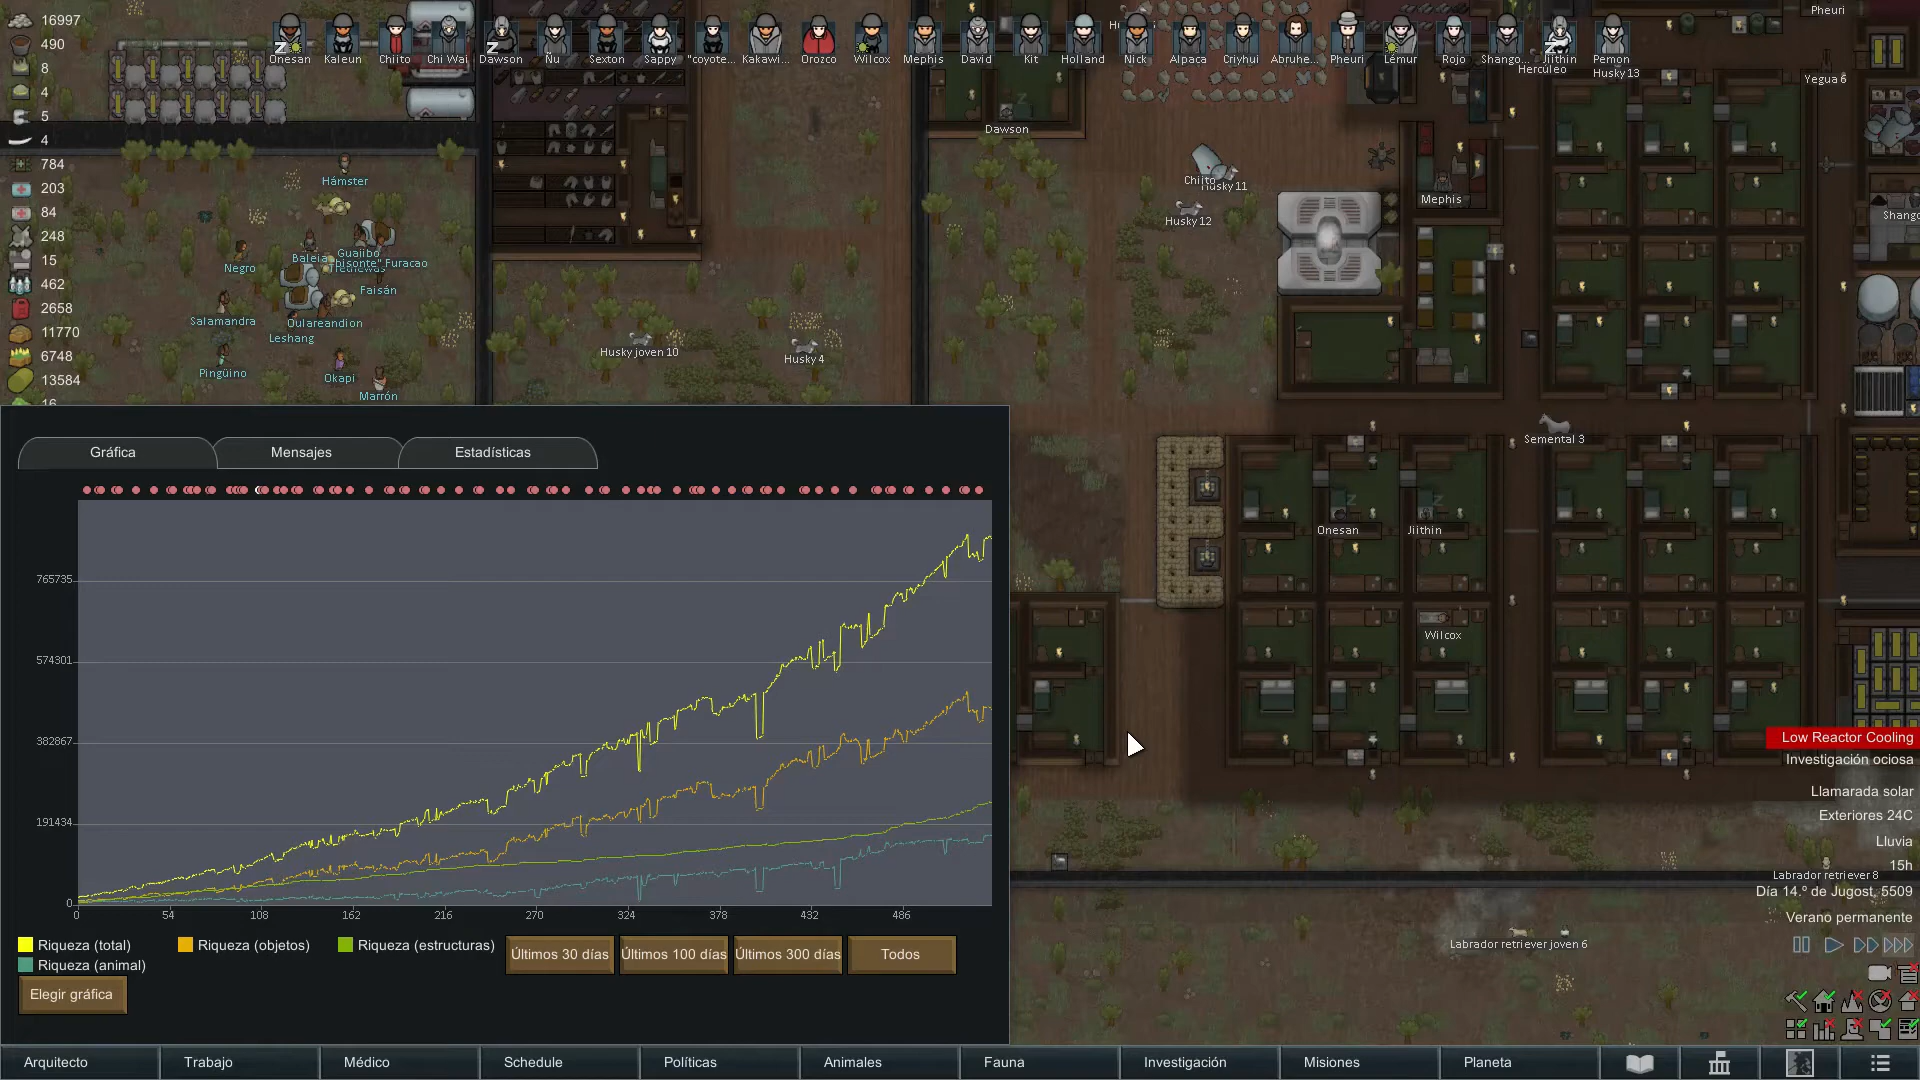 16997
490
8
4
5
4
784
203
84
248
15
462
2658
11770
6748
13584
16
Onesan
Kaleun
Chiito
Chi Wai
Dawson
Ñu
Sexton
Sappy
"coyote...
Kakawi...
Orozco
Wilcox
Mephis
David
Kit
Holland
Nick
Alpaca
Criyhui
Abruhe...
Pheuri
Lémur
Rojo
Shango...
Jiithin
Pemon
Hercúleo
Husky 13
Pheuri
Yegua 6
Dawson
Chiito
Husky 11
Husky 12
Mephis
Shango
Hámster
Negro
Baleia
Guaiibo
bisonte" Furacao
Faisán
Salamandra
Oulareandion
Leshang
Pingüino
Okapi
Marrón
Husky joven 10
Husky 4
Semental 3
Onesan
Jiithin
Wilcox
Gráfica
Mensajes
Estadísticas
765735
574301
382867
191434
0
0
54
108
162
216
270
324
378
432
486
Riqueza (total)
Riqueza (objetos)
Riqueza (estructuras)
Riqueza (animal)
Últimos 30 días
Últimos 100 días
Últimos 300 días
Todos
Elegir gráfica
Low Reactor Cooling
Investigación ociosa
Llamarada solar
Exteriores 24C
Lluvia
15h
Labrador retriever 8
Día 14.º de Jugost, 5509
Verano permanente
Labrador retriever joven 6
Arquitecto
Trabajo
Médico
Schedule
Políticas
Animales
Fauna
Investigación
Misiones
Planeta